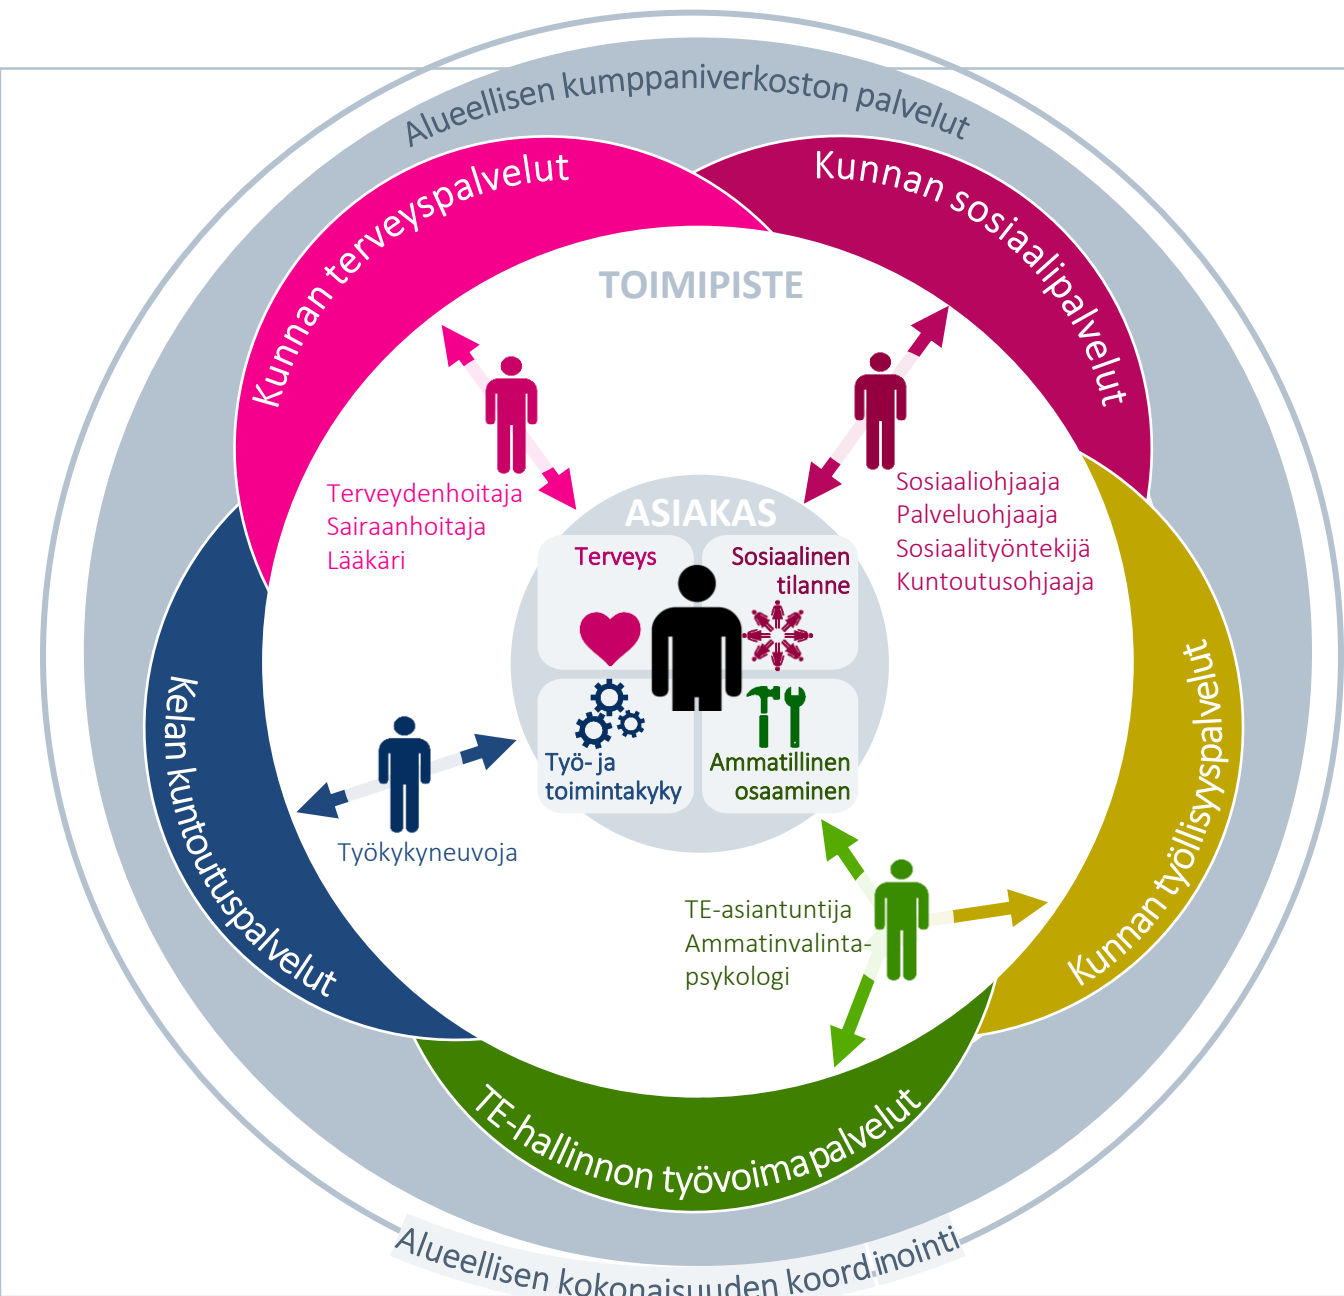 Alueellisen kumppaniverkoston palvelut
Kunnan terveyspalvelut
Kunnan sosiaalipalvelut
TOIMIPISTE
Terveydenhoitaja
Sairaanhoitaja
Lääkäri
Sosiaaliohjaaja
Palveluohjaaja
Sosiaalityöntekijä
Kuntoutusohjaaja
ASIAKAS
Terveys
Sosiaalinen
tilanne
Työ- ja
toimintakyky
Ammatillinen
osaaminen
Kelan kuntoutuspalvelut
Työkykyneuvoja
Kunnan työllisyyspalvelut
TE-asiantuntija
Ammatinvalinta-
psykologi
TE-hallinnon työvoimapalvelut
Alueellisen kokonaisuuden koordinointi